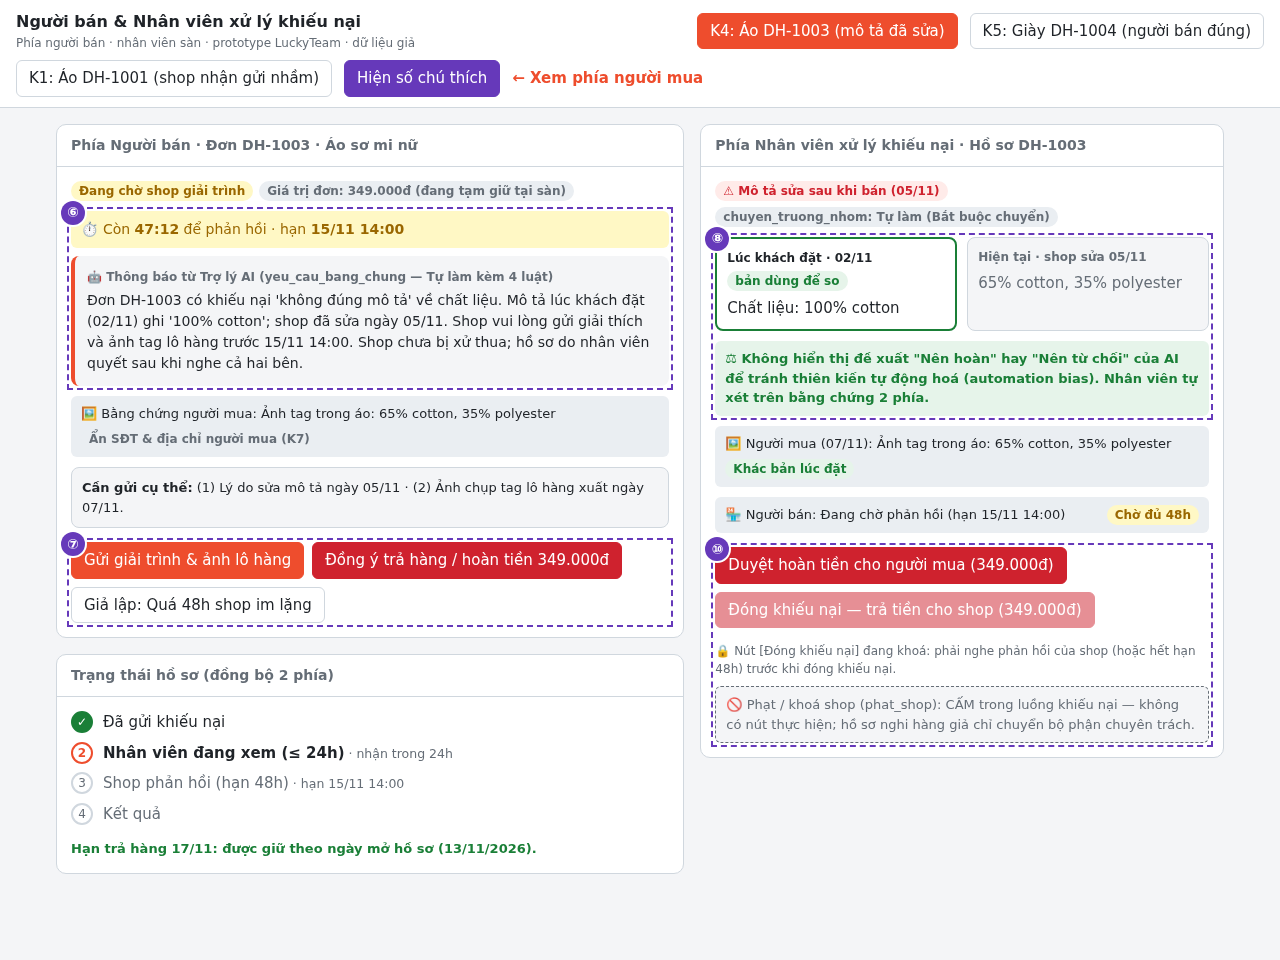 Người bán & Nhân viên xử lý khiếu nại
Phía người bán · nhân viên sàn · prototype LuckyTeam · dữ liệu giả
K4: Áo DH-1003 (mô tả đã sửa)
K5: Giày DH-1004 (người bán đúng)
K1: Áo DH-1001 (shop nhận gửi nhầm)
Hiện số chú thích
← Xem phía người mua
Phía Người bán · Đơn DH-1003 · Áo sơ mi nữ
Đang chờ shop giải trình
Giá trị đơn: 349.000đ (đang tạm giữ tại sàn)
⑥
⏱️ Còn 47:12 để phản hồi · hạn 15/11 14:00
🤖 Thông báo từ Trợ lý AI (yeu_cau_bang_chung — Tự làm kèm 4 luật)
Đơn DH-1003 có khiếu nại 'không đúng mô tả' về chất liệu. Mô tả lúc khách đặt
(02/11) ghi '100% cotton'; shop đã sửa ngày 05/11. Shop vui lòng gửi giải thích
và ảnh tag lô hàng trước 15/11 14:00. Shop chưa bị xử thua; hồ sơ do nhân viên
quyết sau khi nghe cả hai bên.
🖼️ Bằng chứng người mua: Ảnh tag trong áo: 65% cotton, 35% polyester
Ẩn SĐT & địa chỉ người mua (K7)
Cần gửi cụ thể: (1) Lý do sửa mô tả ngày 05/11 · (2) Ảnh chụp tag lô hàng xuất ngày
07/11.
⑦
Gửi giải trình & ảnh lô hàng
Đồng ý trả hàng / hoàn tiền 349.000đ
Giả lập: Quá 48h shop im lặng
Trạng thái hồ sơ (đồng bộ 2 phía)
✓ Đã gửi khiếu nại
2 Nhân viên đang xem (≤ 24h) · nhận trong 24h
3 Shop phản hồi (hạn 48h) · hạn 15/11 14:00
4 Kết quả
Hạn trả hàng 17/11: được giữ theo ngày mở hồ sơ (13/11/2026).
Phía Nhân viên xử lý khiếu nại · Hồ sơ DH-1003
⚠ Mô tả sửa sau khi bán (05/11)
chuyen_truong_nhom: Tự làm (Bắt buộc chuyển)
⑧
Lúc khách đặt · 02/11
bản dùng để so
Chất liệu: 100% cotton
Hiện tại · shop sửa 05/11
65% cotton, 35% polyester
⚖️ Không hiển thị đề xuất "Nên hoàn" hay "Nên từ chối" của AI
để tránh thiên kiến tự động hoá (automation bias). Nhân viên tự
xét trên bằng chứng 2 phía.
🖼️ Người mua (07/11): Ảnh tag trong áo: 65% cotton, 35% polyester
Khác bản lúc đặt
🏪 Người bán: Đang chờ phản hồi (hạn 15/11 14:00)
Chờ đủ 48h
⑩
Duyệt hoàn tiền cho người mua (349.000đ)
Đóng khiếu nại — trả tiền cho shop (349.000đ)
🔒 Nút [Đóng khiếu nại] đang khoá: phải nghe phản hồi của shop (hoặc hết hạn
48h) trước khi đóng khiếu nại.
🚫 Phạt / khoá shop (phat_shop): CẤM trong luồng khiếu nại — không
có nút thực hiện; hồ sơ nghi hàng giả chỉ chuyển bộ phận chuyên trách.